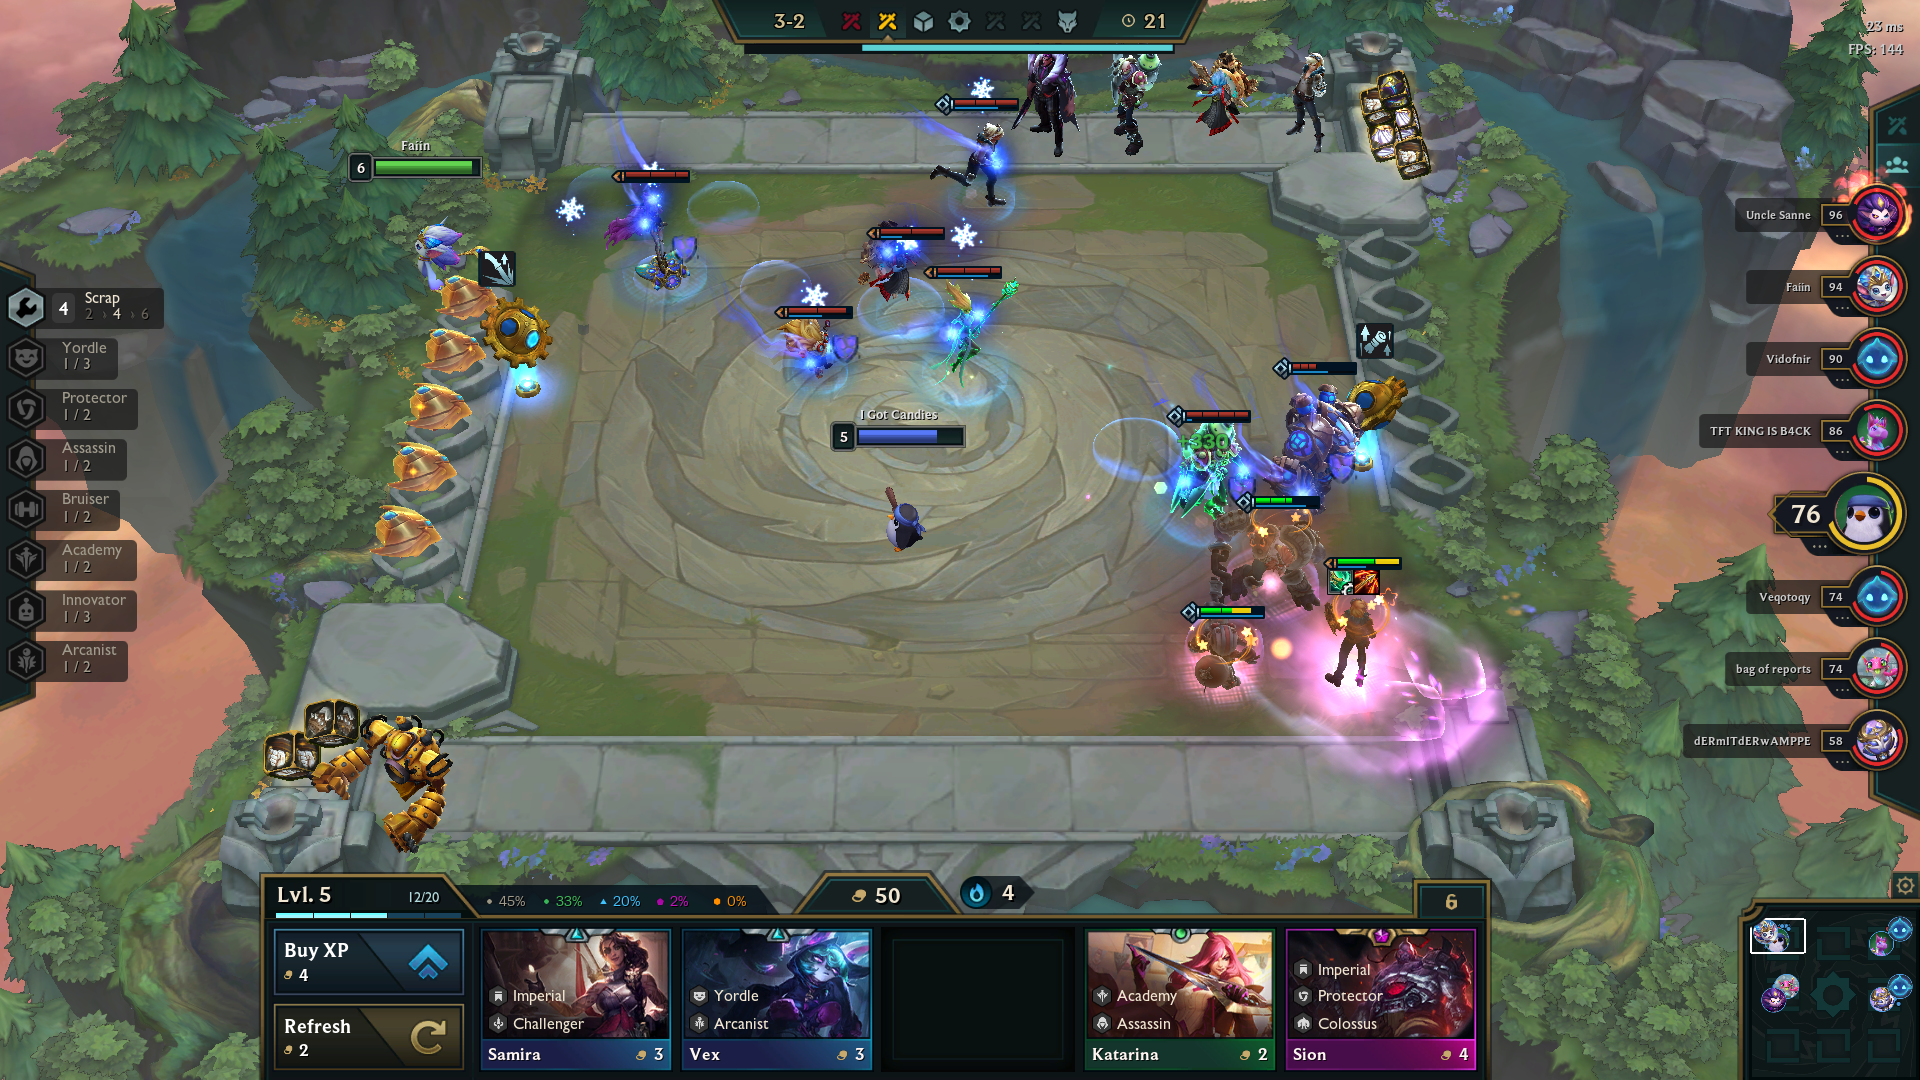 3-2
21
23 ms
FPS: 144
Faiin
6
Uncle Sanne 96
Faiin 94
Vidofnir 90
TFT KING IS B4CK 86
76
Veqotoqy 74
bag of reports 74
dERmITdERwAMPPE 58
4 Scrap
2 › 4 › 6
Yordle
1 / 3
Protector
1 / 2
Assassin
1 / 2
Bruiser
1 / 2
Academy
1 / 2
Innovator
1 / 3
Arcanist
1 / 2
I Got Candies
5
+330
Lvl. 5
12/20
45% 33% 20% 2% 0%
50
4
6
Buy XP
4
Refresh
2
Imperial
Challenger
Samira 3
Yordle
Arcanist
Vex 3
Academy
Assassin
Katarina 2
Imperial
Protector
Colossus
Sion 4